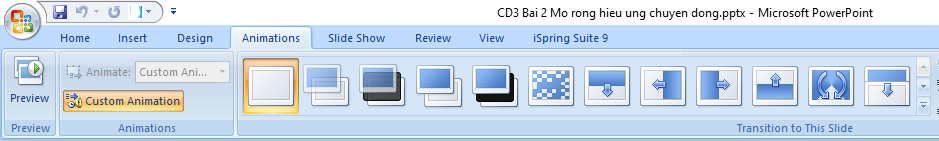 CD3 Bai 2 Mo rong hieu ung chuyen dong.pptx - Microsoft PowerPoint
Home Insert Design Animations Slide Show Review View iSpring Suite 9
Animate: Custom Ani...
Preview
Custom Animation
Preview Animations Transition to This Slide